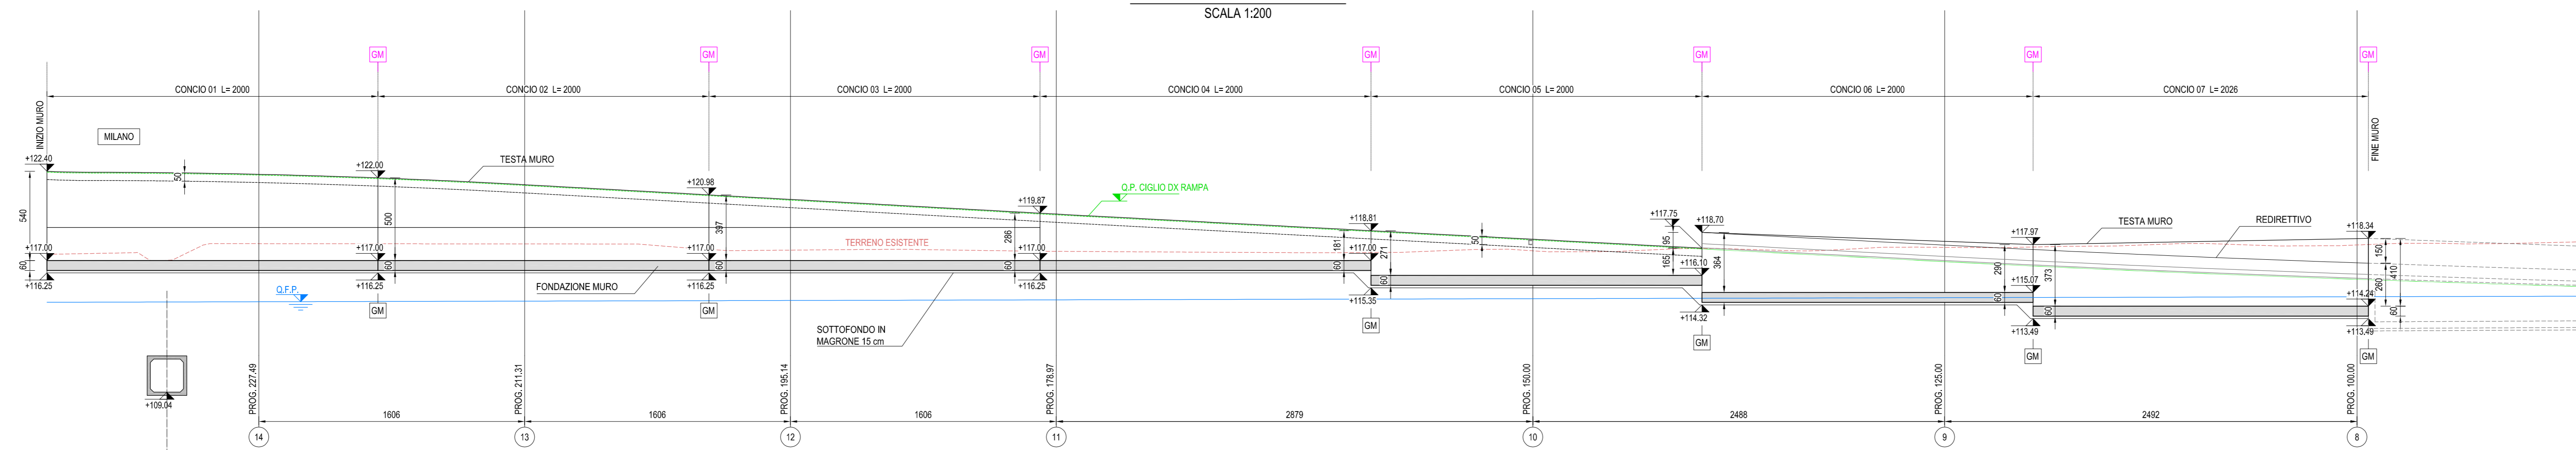 SCALA 1:200
GM
GM
GM
GM
GM
GM
GM
CONCIO 01 L= 2000
CONCIO 02 L= 2000
CONCIO 03 L= 2000
CONCIO 04 L= 2000
CONCIO 05 L= 2000
CONCIO 06 L= 2000
CONCIO 07 L= 2026
INIZIO MURO
MILANO
FINE MURO
+122.40
+122.00
+120.98
+119.87
+118.81
+117.75
+118.70
+117.97
+118.34
TESTA MURO
Q.P. CIGLIO DX RAMPA
TESTA MURO
REDIRETTIVO
50
540
500
397
286
181
271
50
95
165
364
290
373
150
260
410
TERRENO ESISTENTE
+117.00
+117.00
+117.00
+117.00
+117.00
+116.10
+115.07
+114.24
60
60
60
60
60
60
60
60
60
+116.25
+116.25
+116.25
+116.25
+115.35
+114.32
+113.49
+113.49
Q.F.P.
FONDAZIONE MURO
SOTTOFONDO IN
MAGRONE 15 cm
GM
GM
GM
GM
GM
GM
+109.04
PROG. 227.49
PROG. 211.31
PROG. 195.14
PROG. 178.97
PROG. 150.00
PROG. 125.00
PROG. 100.00
1606
1606
1606
2879
2488
2492
14
13
12
11
10
9
8